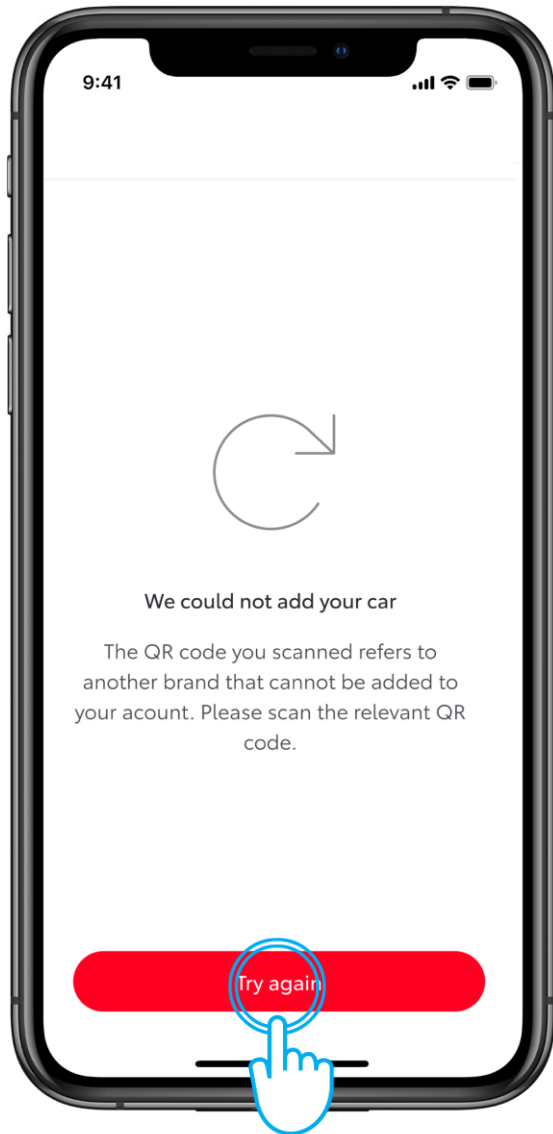 9:41
We could not add your car
The QR code you scanned refers to
another brand that cannot be added to
your acount. Please scan the relevant QR
code.
Try again